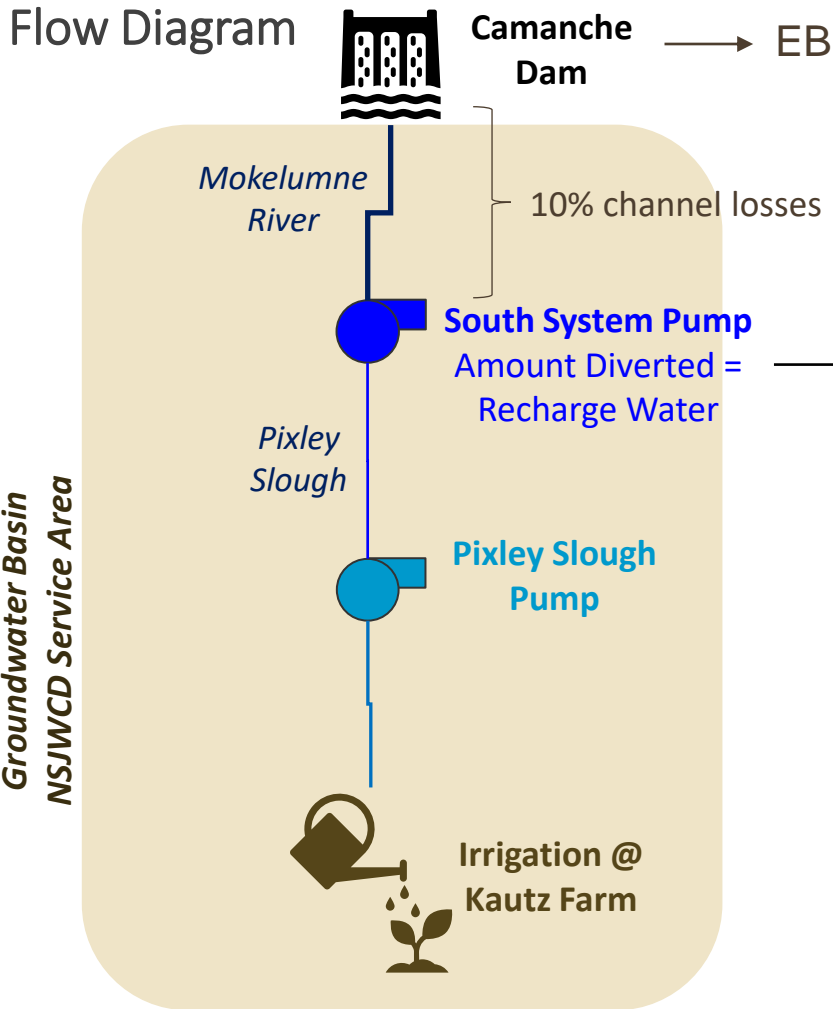 Flow Diagram
Camanche
Dam
EB
Mokelumne
River
10% channel losses
South System Pump
Amount Diverted =
Recharge Water
Pixley
Slough
Groundwater Basin
NSJWCD Service Area
Pixley Slough
Pump
Irrigation @
Kautz Farm